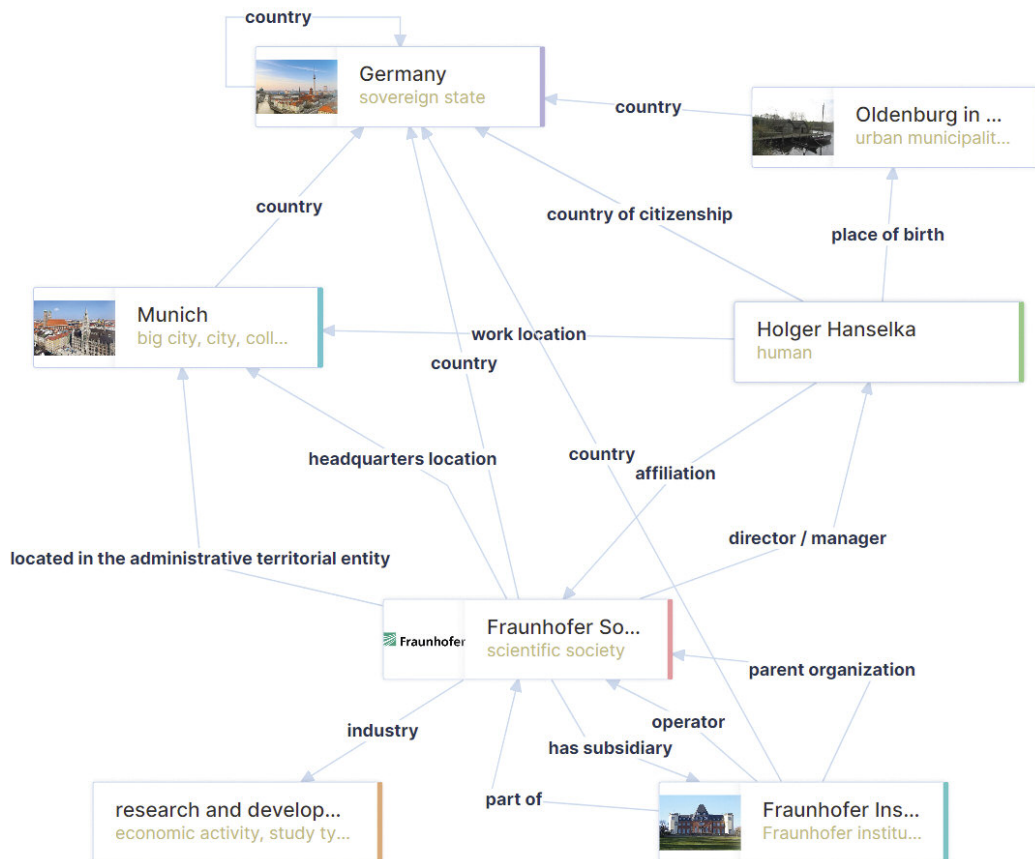 country
Germany
sovereign state
country
Oldenburg in ...
urban municipalit...
country
country of citizenship
place of birth
Munich
big city, city, coll...
work location
Holger Hanselka
human
country
headquarters location
country
affiliation
director / manager
located in the administrative territorial entity
Fraunhofer
Fraunhofer So...
scientific society
parent organization
industry
operator
has subsidiary
part of
research and develop...
economic activity, study ty...
Fraunhofer Ins...
Fraunhofer institu...